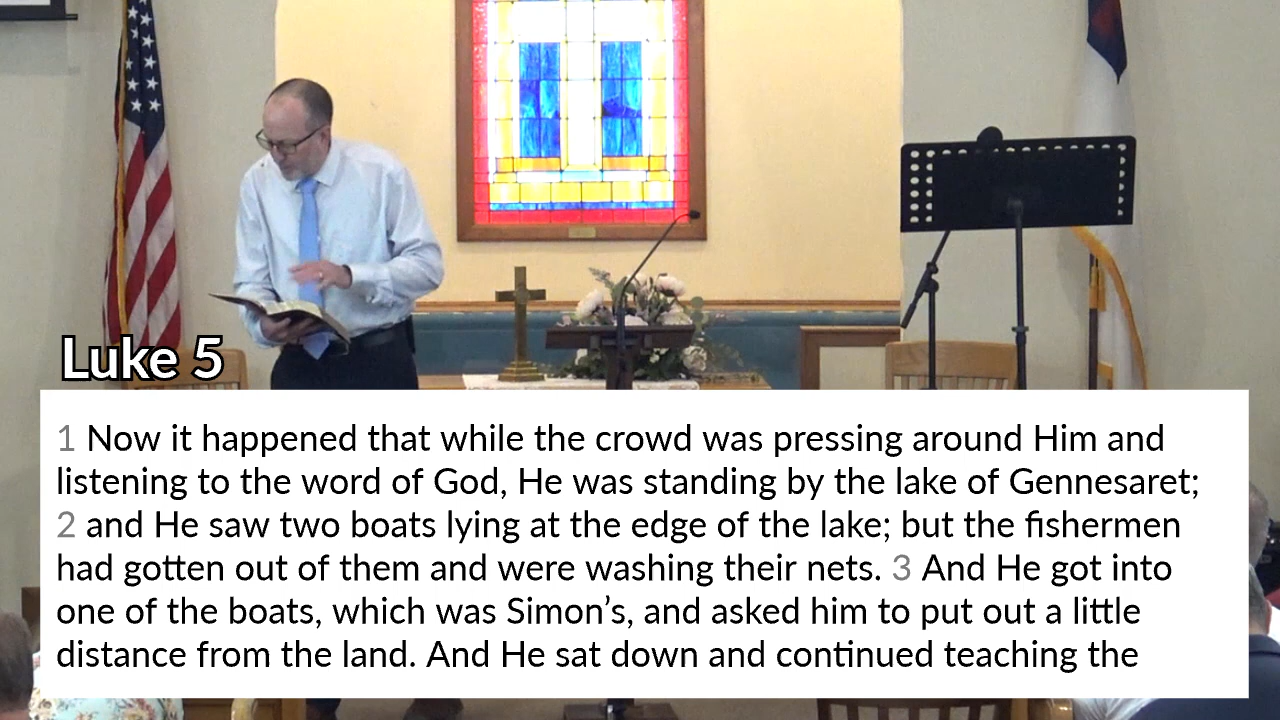 Luke 5
1 Now it happened that while the crowd was pressing around Him and
listening to the word of God, He was standing by the lake of Gennesaret;
2 and He saw two boats lying at the edge of the lake; but the fishermen
had gotten out of them and were washing their nets. 3 And He got into
one of the boats, which was Simon’s, and asked him to put out a little
distance from the land. And He sat down and continued teaching the